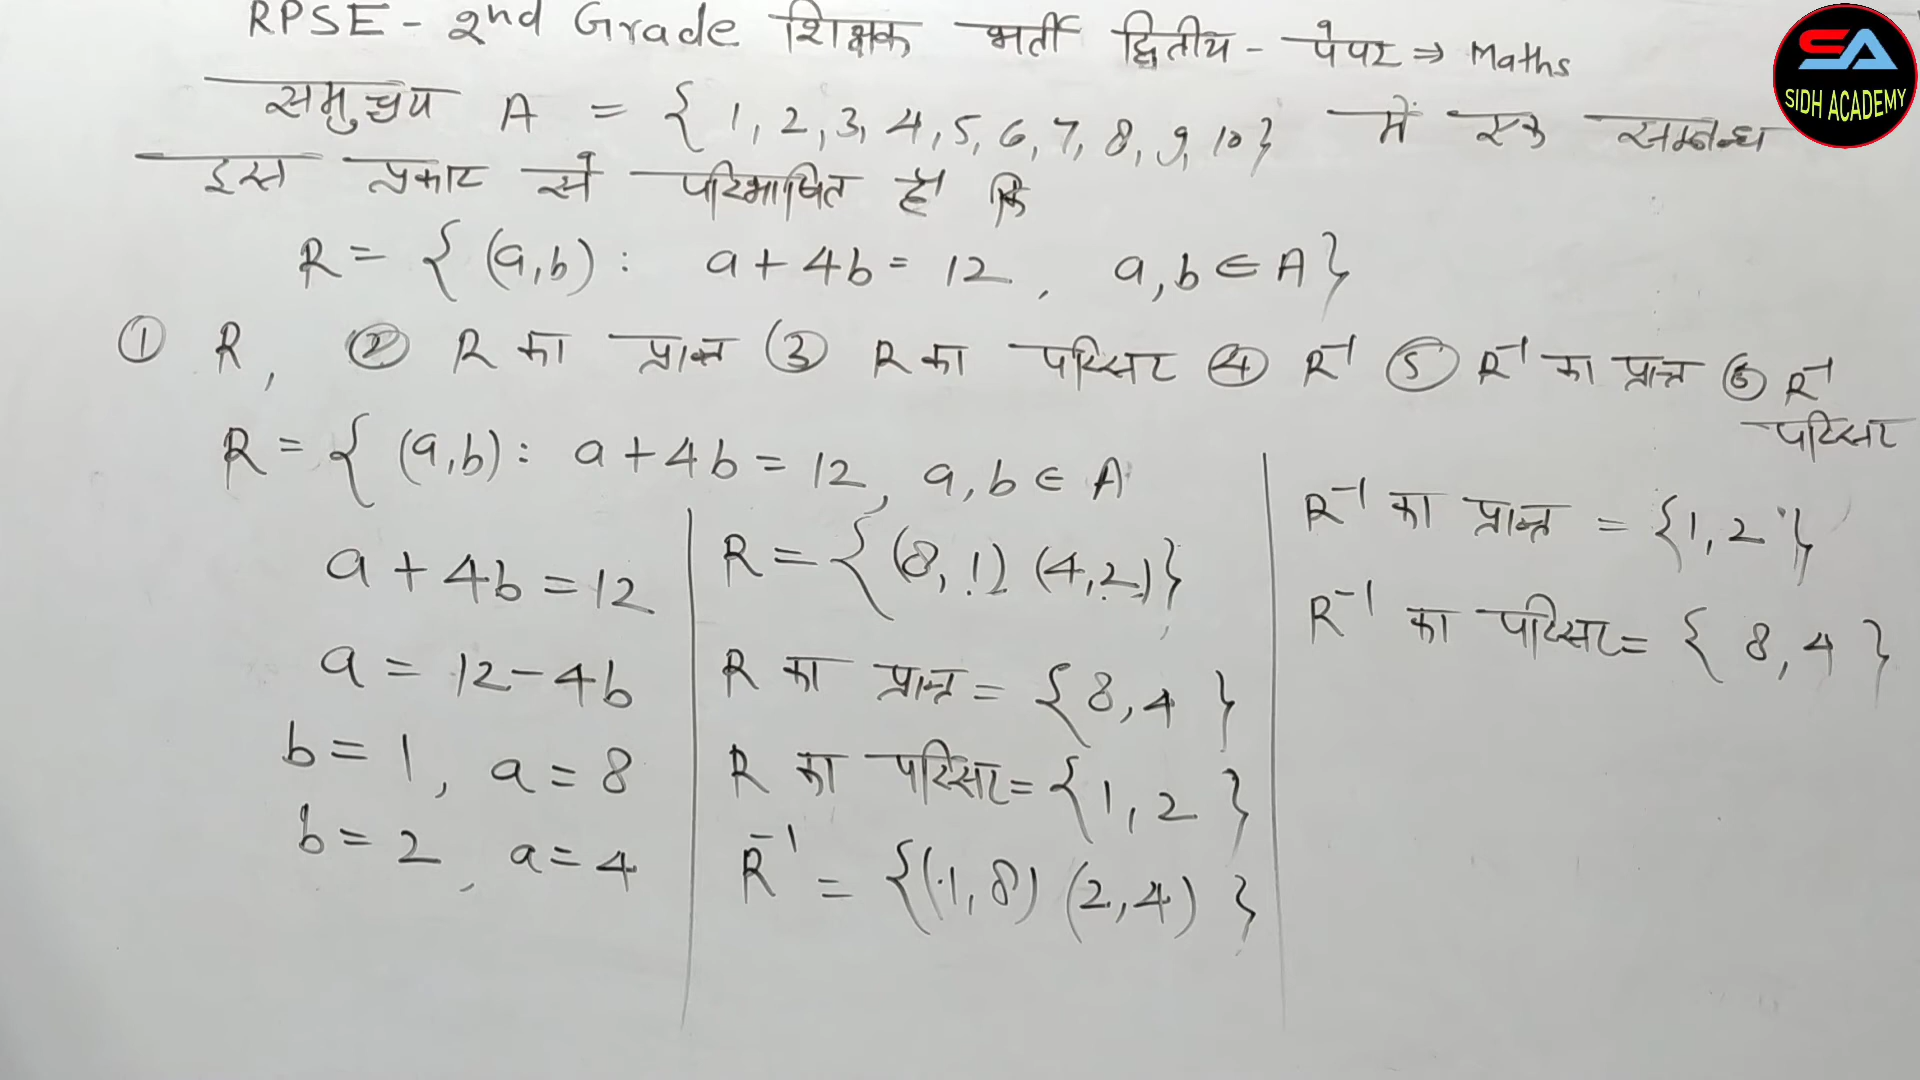 RPSE - 2nd Grade शिक्षक भर्ती द्वितीय - पेपर ⇒ Maths
SA
SIDH ACADEMY
समुच्चय A = { 1, 2, 3, 4, 5, 6, 7, 8, 9, 10} में एक सम्बन्ध
इस प्रकार से परिभाषित है कि
R = { (a,b) : a + 4b = 12, a, b ∈ A}
① R, ② R का प्रान्त ③ R का परिसर ④ R⁻¹ ⑤ R⁻¹ का प्रान्त ⑥ R⁻¹
परिसर
R = { (a,b) : a + 4b = 12, a, b ∈ A
a + 4b = 12
a = 12 - 4b
b = 1, a = 8
b = 2, a = 4
R = { (8, 1) (4,2)}
R का प्रान्त = {8,4 }
R का परिसर = {1, 2 }
R⁻¹ = {(1,8) (2,4) }
R⁻¹ का प्रान्त = {1, 2 }
R⁻¹ का परिसर = { 8, 4 }